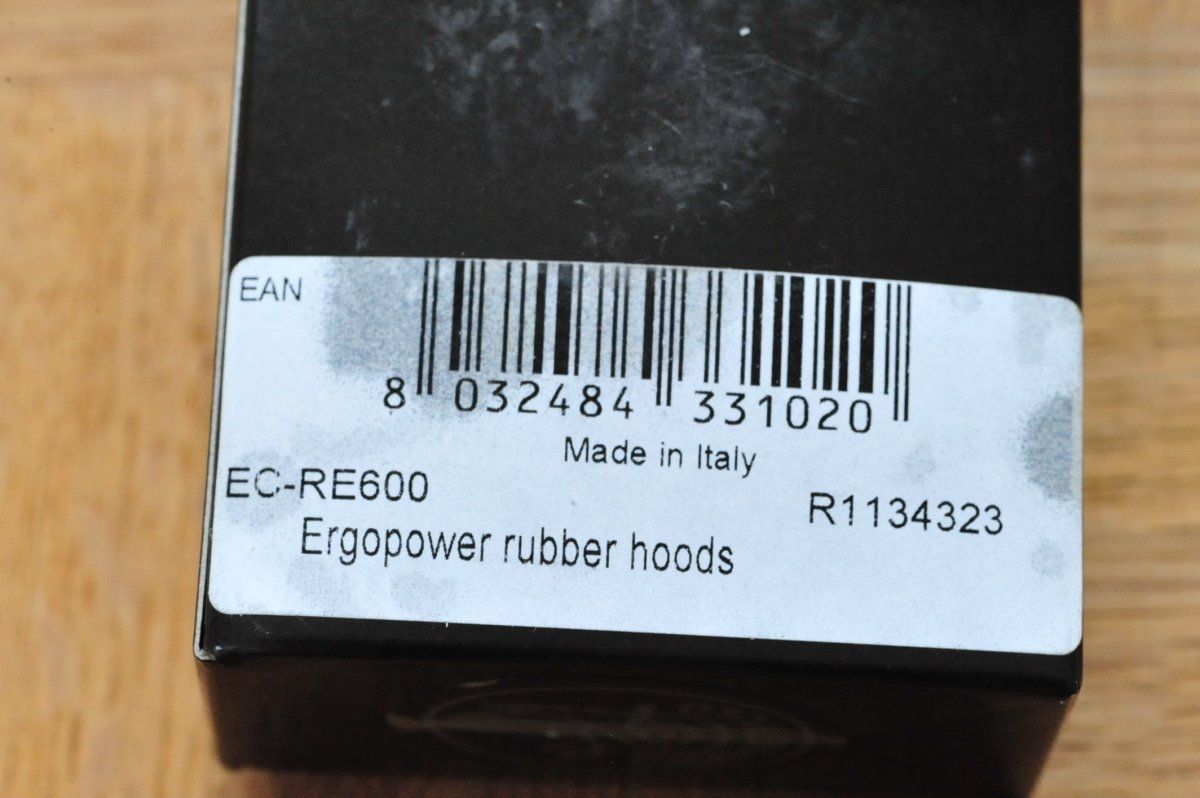 EAN
8 032484 331020
Made in Italy
EC-RE600
R1134323
Ergopower rubber hoods